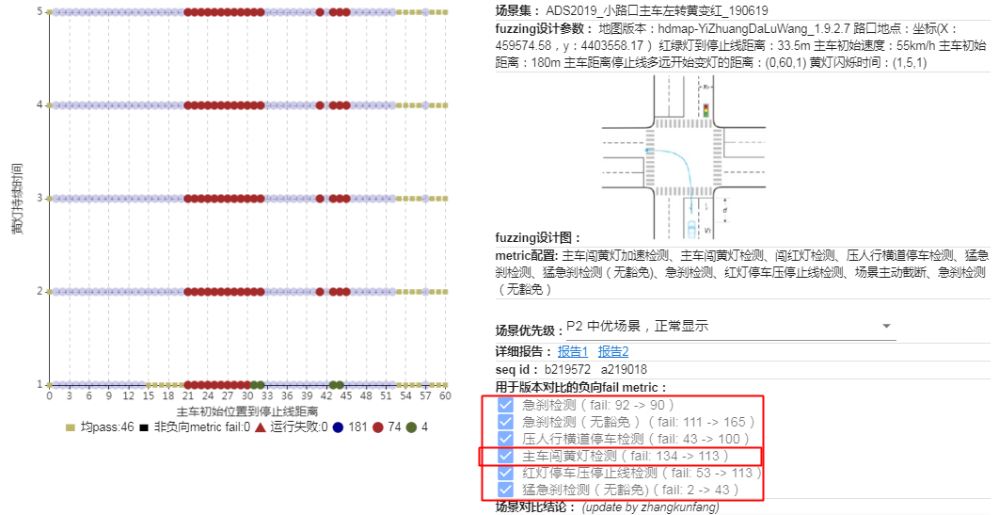 5
4
3
2
1
黄灯持续时间
0 3 6 9 12 15 18 21 24 27 30 33 36 39 42 45 48 51 54 57 60
主车初始位置到停止线距离
均pass:46 非负向metric fail:0 运行失败:0 181 74 4
场景集： ADS2019_小路口主车左转黄变红_190619
fuzzing设计参数： 地图版本：hdmap-YiZhuangDaLuWang_1.9.2.7 路口地点：坐标(X：
459574.58，y：4403558.17 ） 红绿灯到停止线距离：33.5m 主车初始速度：55km/h 主车初始
距离：180m 主车距离停止线多远开始变灯的距离：(0,60,1) 黄灯闪烁时间：(1,5,1)
d
fuzzing设计图：
metric配置: 主车闯黄灯加速检测、主车闯黄灯检测、闯红灯检测、压人行横道停车检测、猛急
刹检测、猛急刹检测（无豁免)、急刹检测、红灯停车压停止线检测、场景主动截断、急刹检测
（无豁免）
场景优先级：P2 中优场景，正常显示
详细报告： 报告1 报告2
seq id： b219572 a219018
用于版本对比的负向fail metric：
急刹检测（fail: 92 -> 90 ）
急刹检测（无豁免 ）（fail: 111 -> 165 ）
压人行横道停车检测（fail: 43 -> 100 ）
主车闯黄灯检测（fail: 134 -> 113 ）
红灯停车压停止线检测（fail: 53 -> 113 ）
猛急刹检测（无豁免)（fail: 2 -> 43 ）
场景对比结论： (update by zhangkunfang)